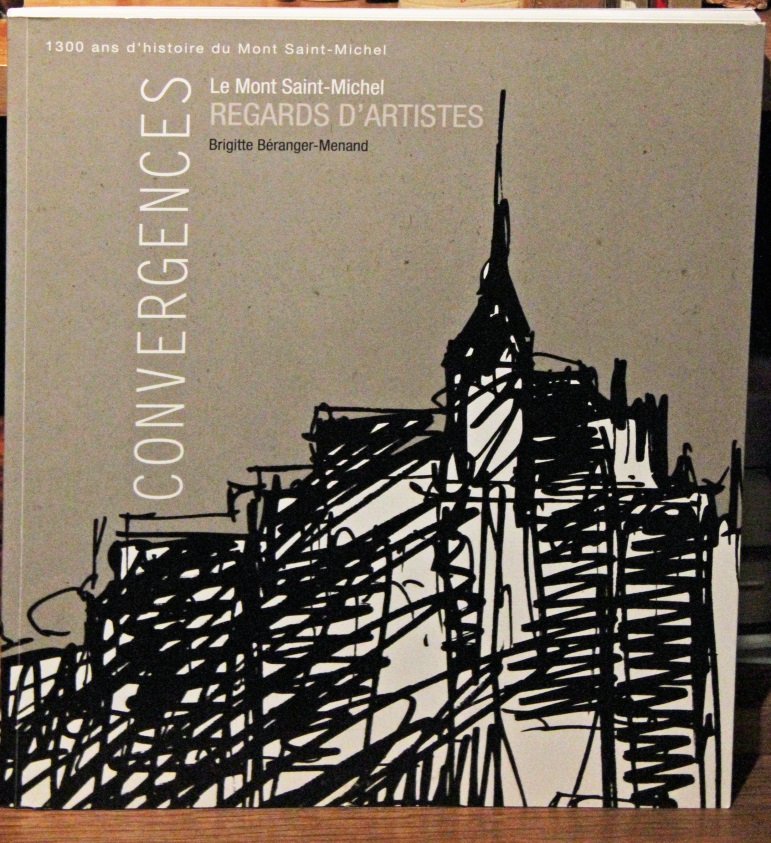 1300 ans d'histoire du Mont Saint-Michel
CONVERGENCES
Le Mont Saint-Michel
REGARDS D'ARTISTES
Brigitte Béranger-Menand